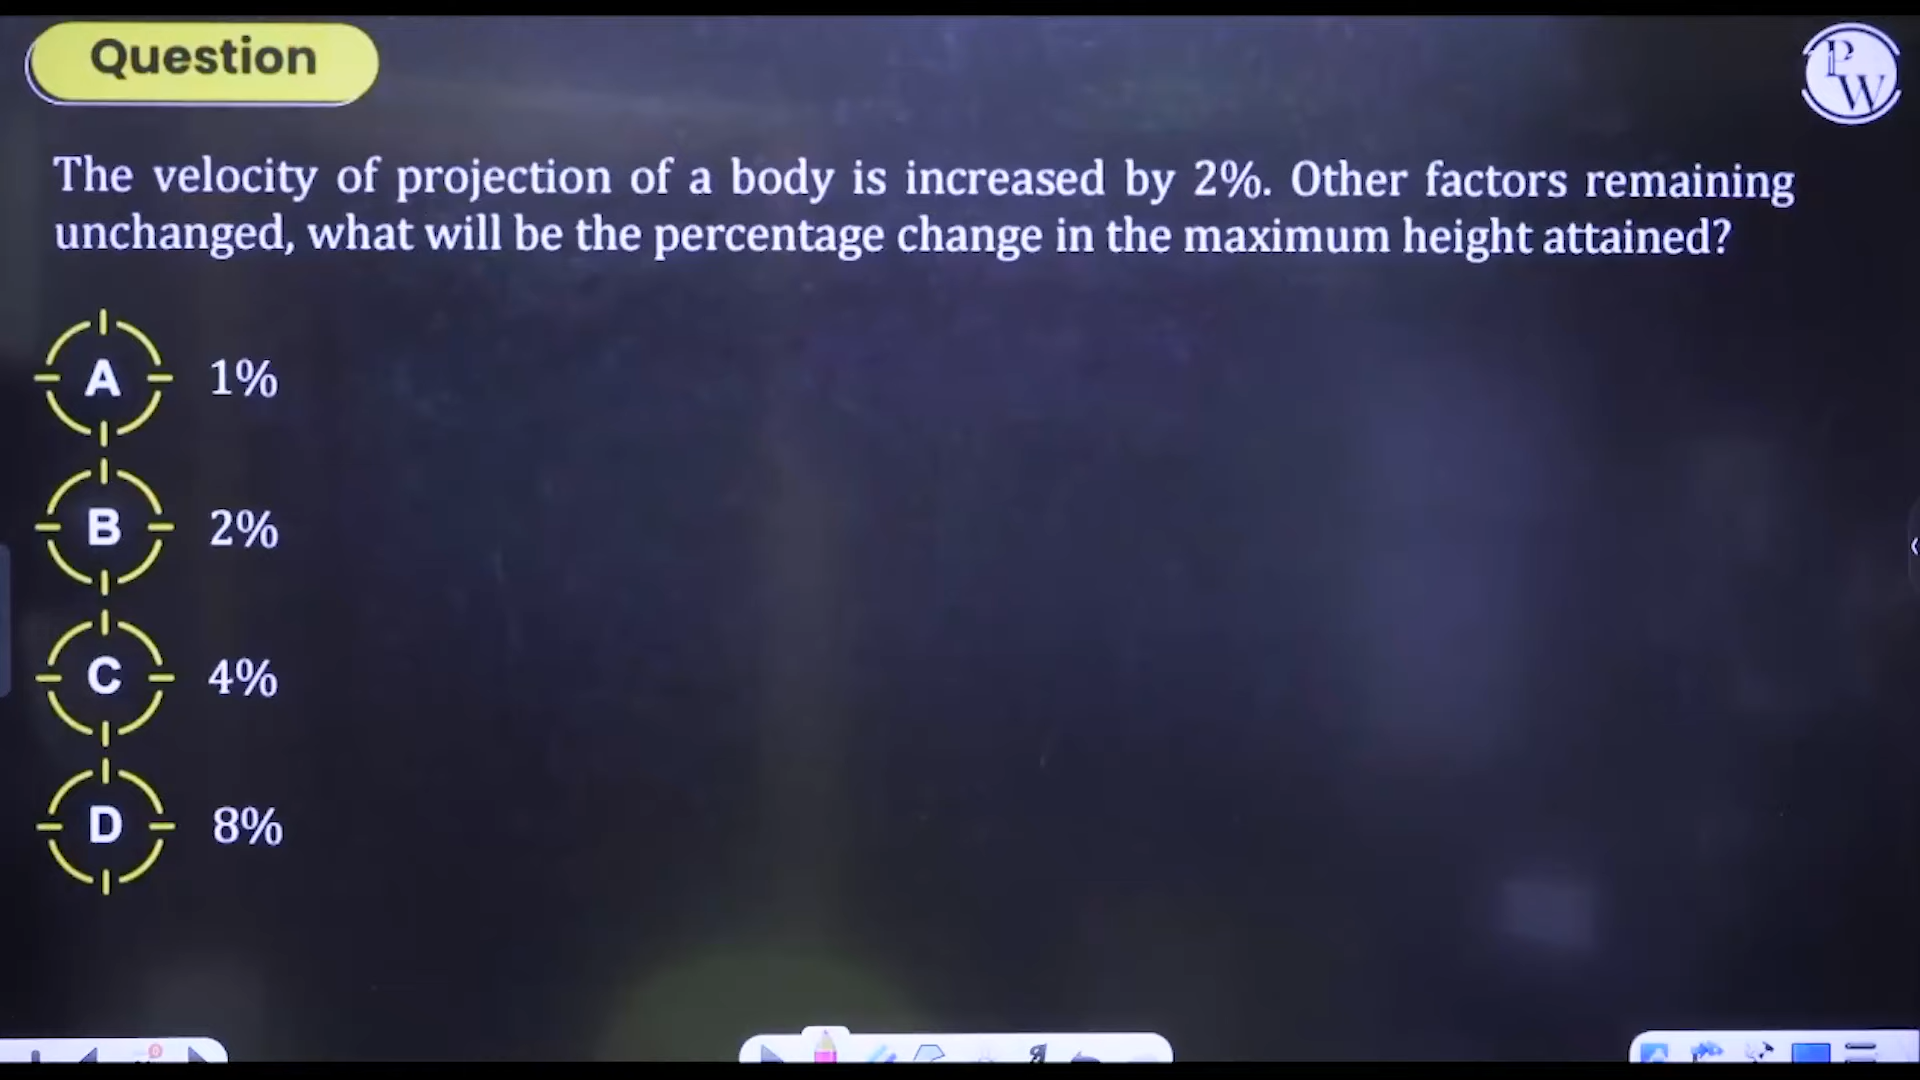 Question
PW
The velocity of projection of a body is increased by 2%. Other factors remaining
unchanged, what will be the percentage change in the maximum height attained?
A 1%
B 2%
C 4%
D 8%